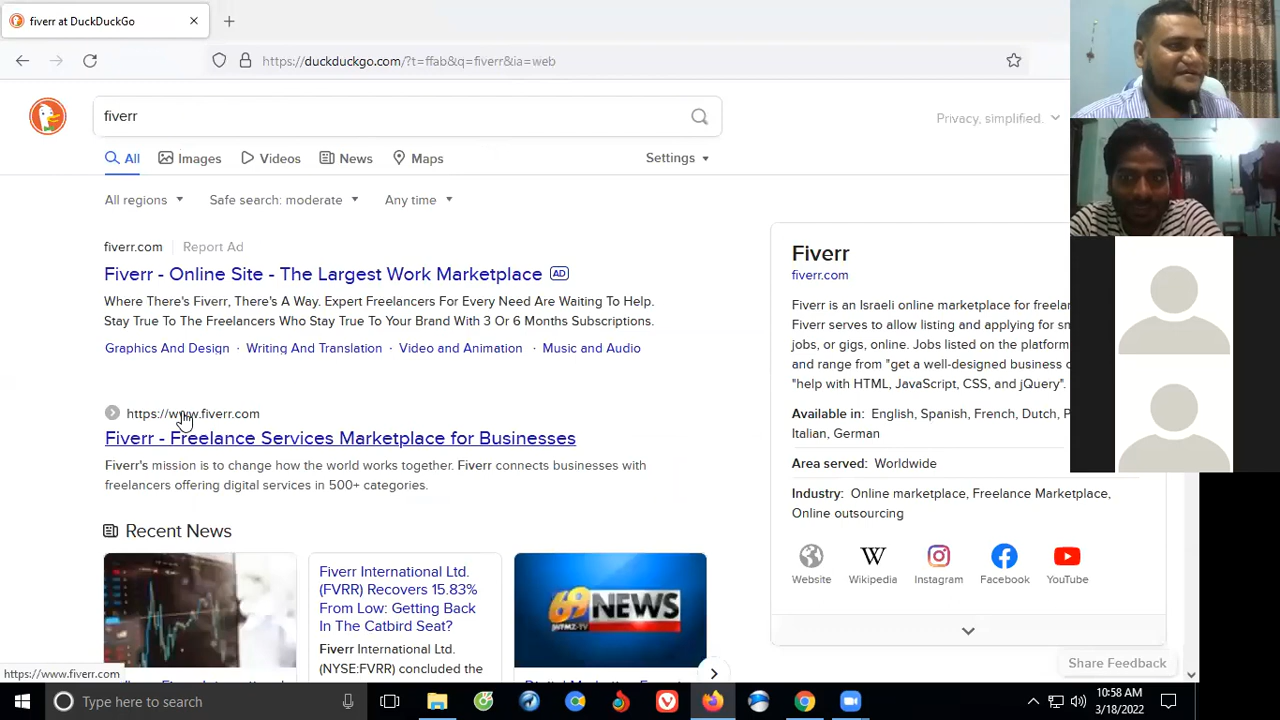 fiverr at DuckDuckGo
https://duckduckgo.com/?t=ffab&q=fiverr&ia=web
fiverr
Privacy, simplified.
All
Images
Videos
News
Maps
Settings
All regions
Safe search: moderate
Any time
fiverr.com
Report Ad
Fiverr - Online Site - The Largest Work Marketplace AD
Where There's Fiverr, There's A Way. Expert Freelancers For Every Need Are Waiting To Help.
Stay True To The Freelancers Who Stay True To Your Brand With 3 Or 6 Months Subscriptions.
Graphics And Design · Writing And Translation · Video and Animation · Music and Audio
https://www.fiverr.com
Fiverr - Freelance Services Marketplace for Businesses
Fiverr's mission is to change how the world works together. Fiverr connects businesses with
freelancers offering digital services in 500+ categories.
Recent News
Fiverr International Ltd.
(FVRR) Recovers 15.83%
From Low: Getting Back
In The Catbird Seat?
Fiverr International Ltd.
(NYSE:FVRR) concluded the
69 NEWS
WFMZ-TV
Fiverr
fiverr.com
Fiverr is an Israeli online marketplace for
Fiverr serves to allow listing and applying for
jobs, or gigs, online. Jobs listed on the platform
and range from "get a well-designed business
"help with HTML, JavaScript, CSS, and jQuery".
Available in: English, Spanish, French, Dutch,
Italian, German
Area served: Worldwide
Industry: Online marketplace, Freelance Marketplace,
Online outsourcing
Website
Wikipedia
Instagram
Facebook
YouTube
Share Feedback
https://www.fiverr.com
Type here to search
10:58 AM
3/18/2022